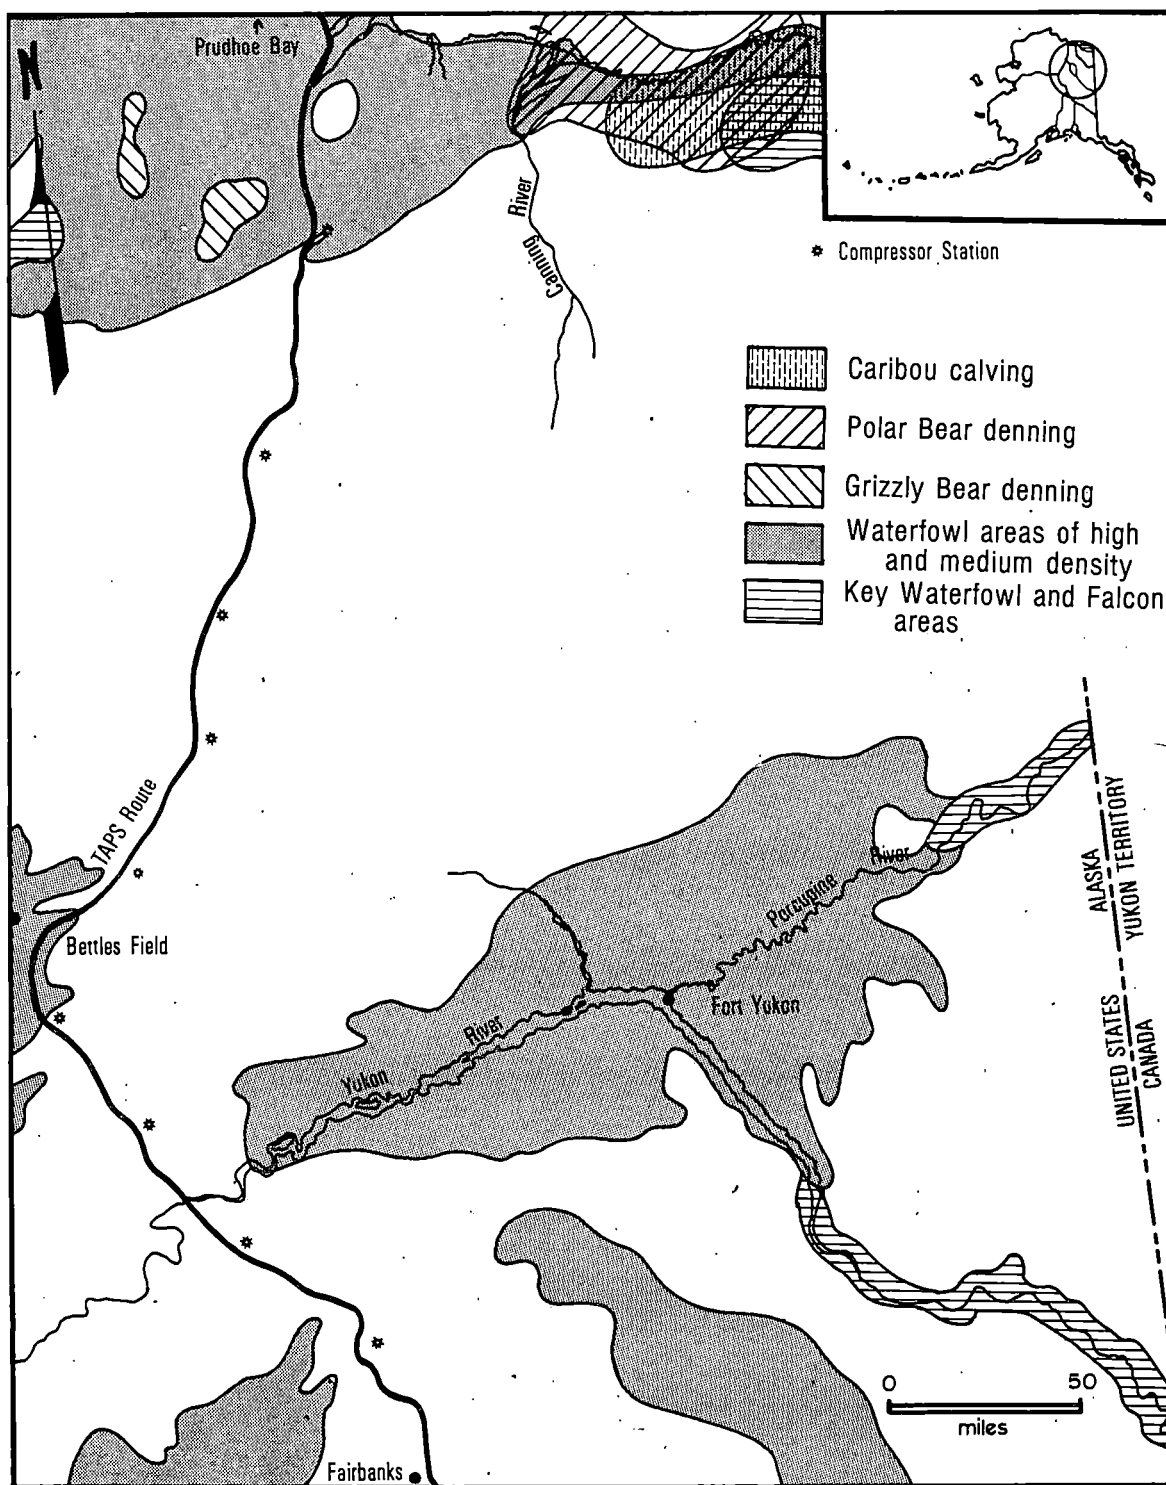 Prudhoe Bay
N
River
Canning
Compressor Station
Caribou calving
Polar Bear denning
Grizzly Bear denning
Waterfowl areas of high
and medium density
Key Waterfowl and Falcon
areas
TAPS Route
ALASKA
YUKON TERRITORY
River
Porcupine
Bettles Field
Fort Yukon
River
Yukon
UNITED STATES
CANADA
0 50
miles
Fairbanks